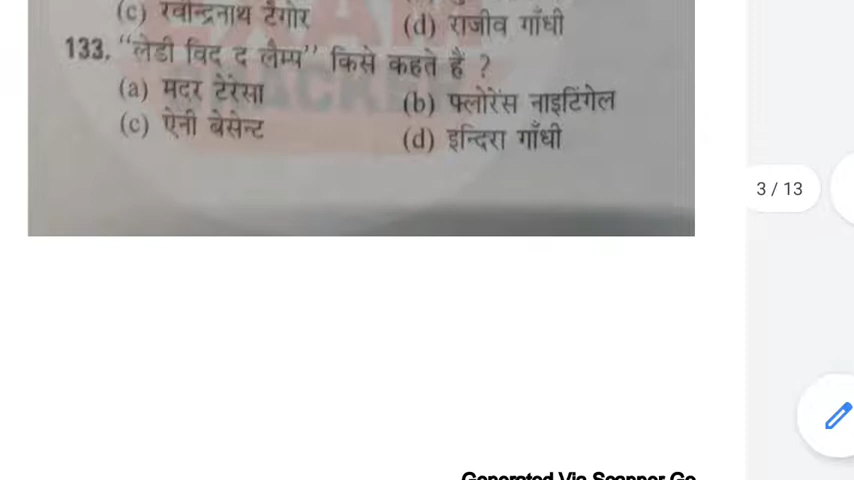 (c) रवीन्द्रनाथ टैगोर (d) राजीव गाँधी
133. “लेडी विद द लैम्प” किसे कहते हैं ?
(a) मदर टेरेसा (b) फ्लोरेंस नाइटिंगेल
(c) ऐनी बेसेन्ट (d) इन्दिरा गाँधी
3 / 13
Generated Via Scanner Go